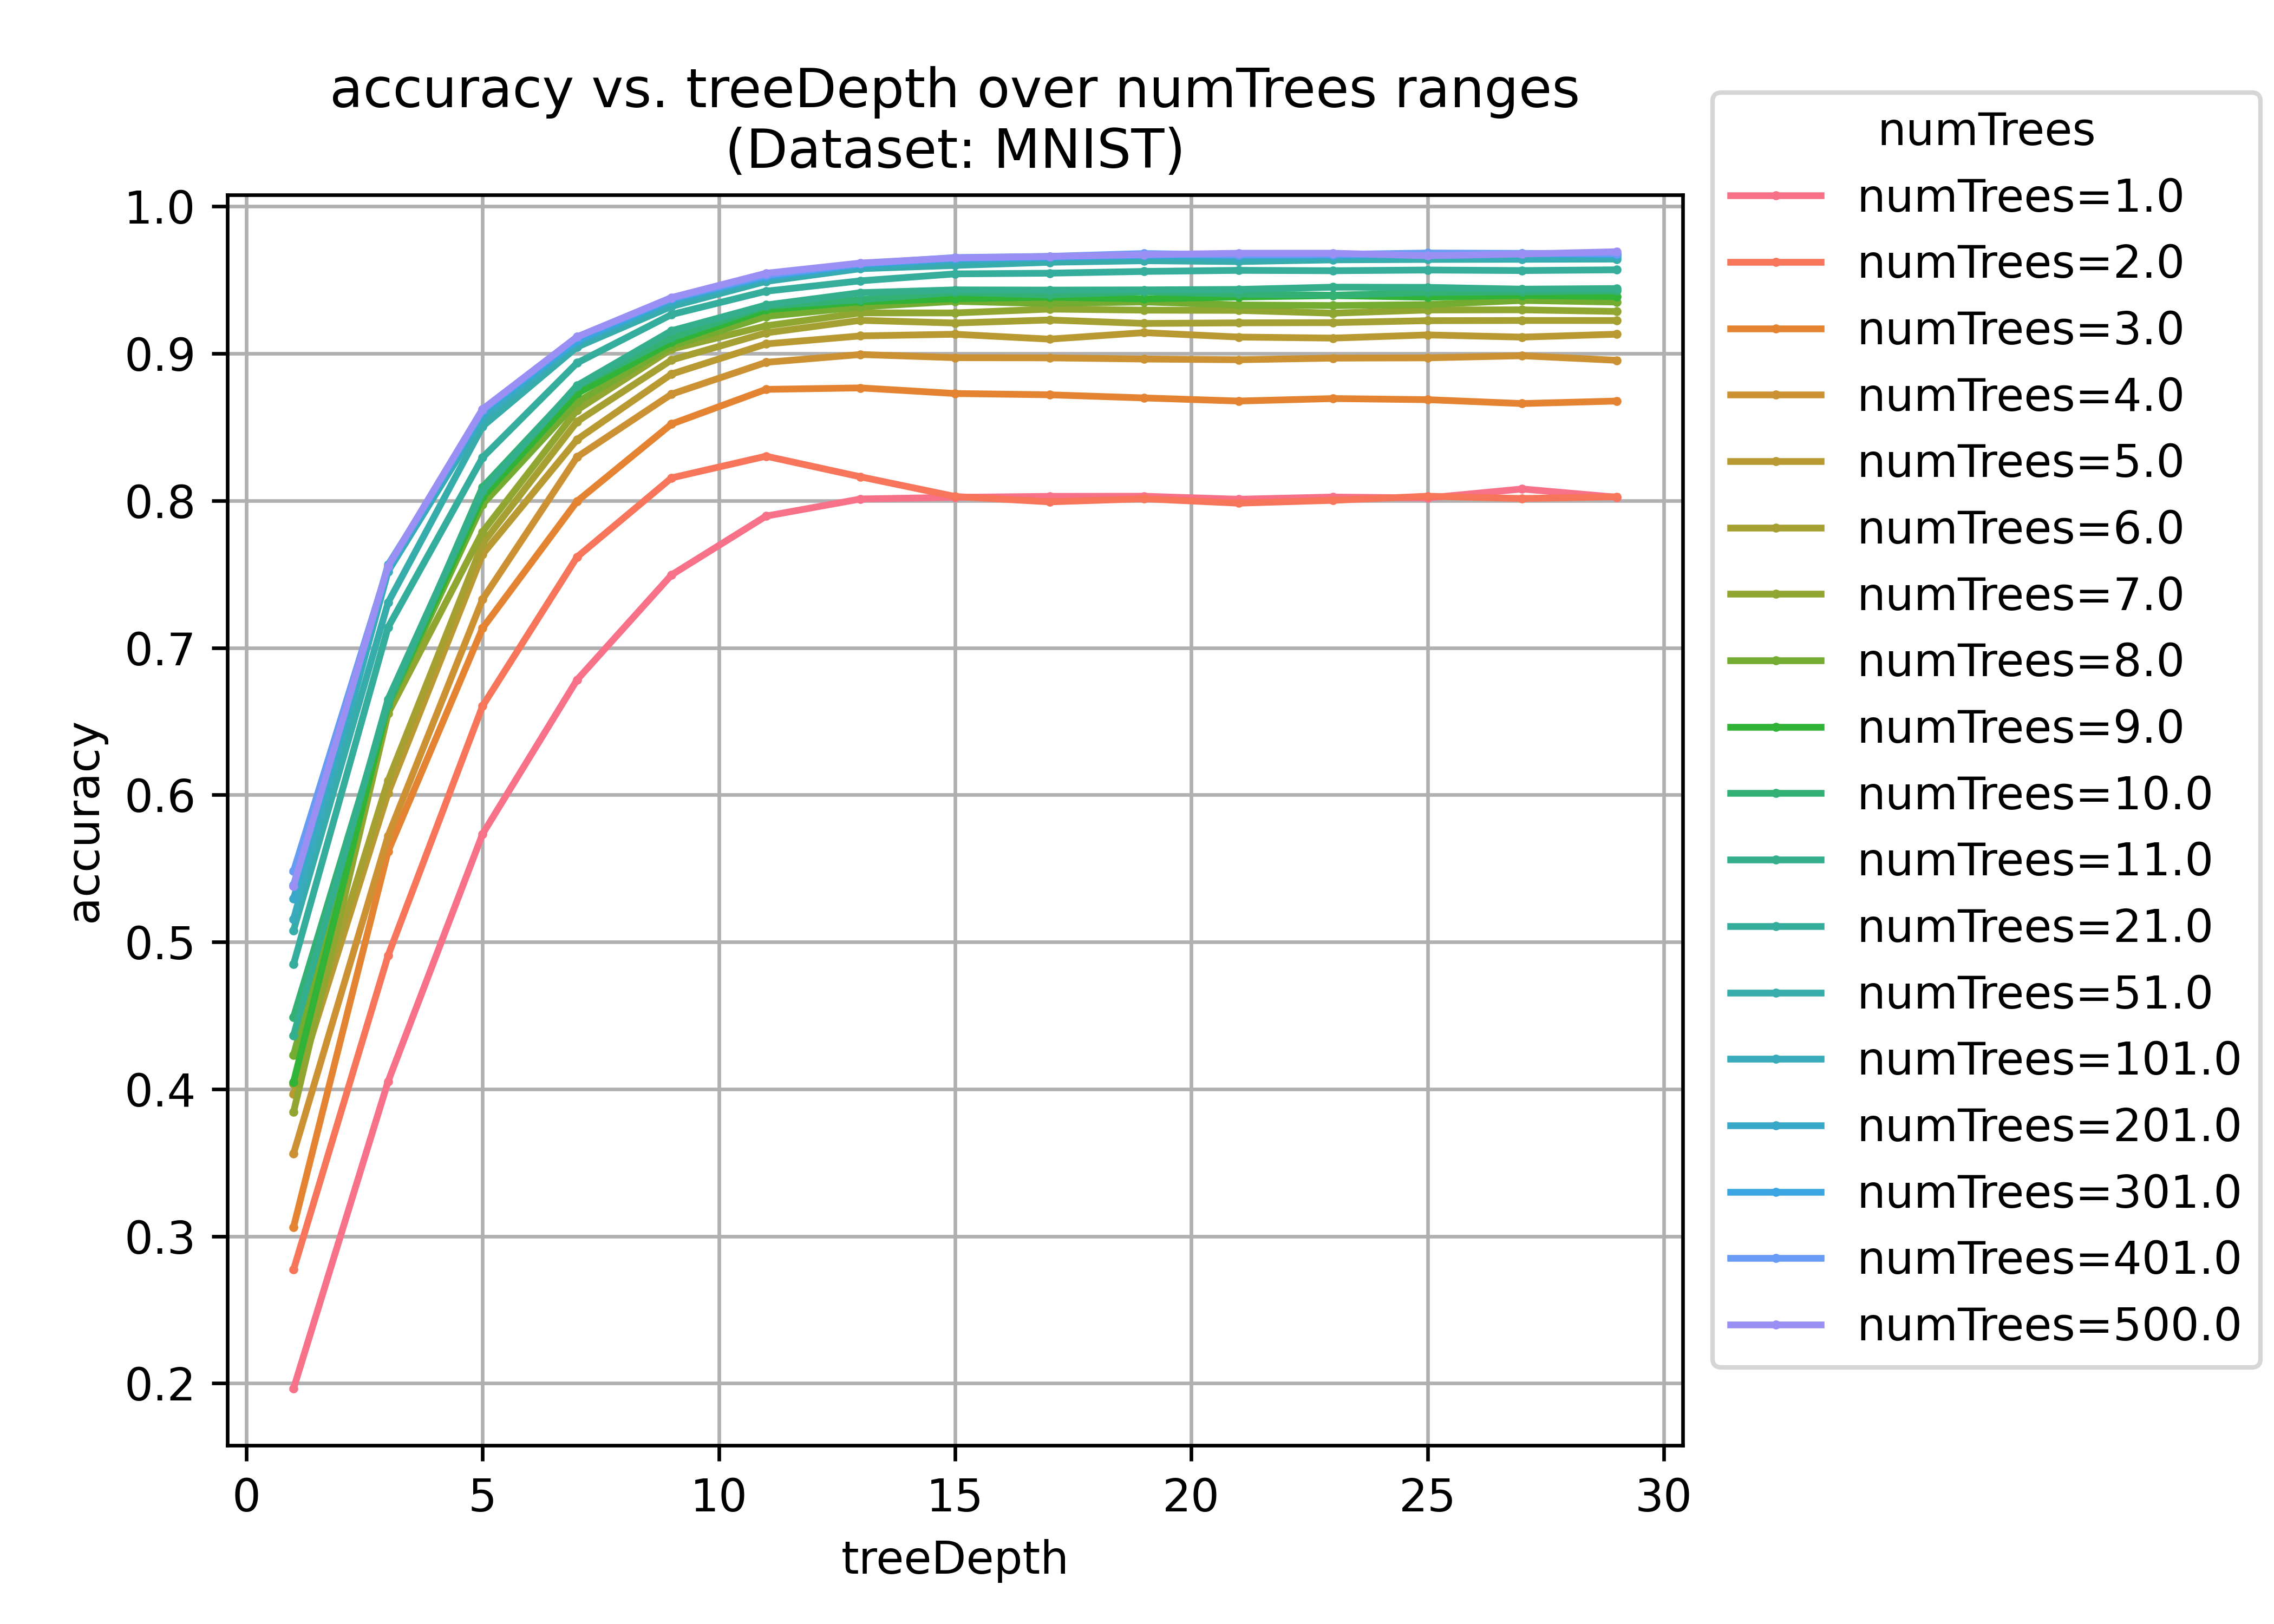 accuracy vs. treeDepth over numTrees ranges
(Dataset: MNIST)
accuracy
1.0
0.9
0.8
0.7
0.6
0.5
0.4
0.3
0.2
0
5
10
15
20
25
30
treeDepth
numTrees
numTrees=1.0
numTrees=2.0
numTrees=3.0
numTrees=4.0
numTrees=5.0
numTrees=6.0
numTrees=7.0
numTrees=8.0
numTrees=9.0
numTrees=10.0
numTrees=11.0
numTrees=21.0
numTrees=51.0
numTrees=101.0
numTrees=201.0
numTrees=301.0
numTrees=401.0
numTrees=500.0